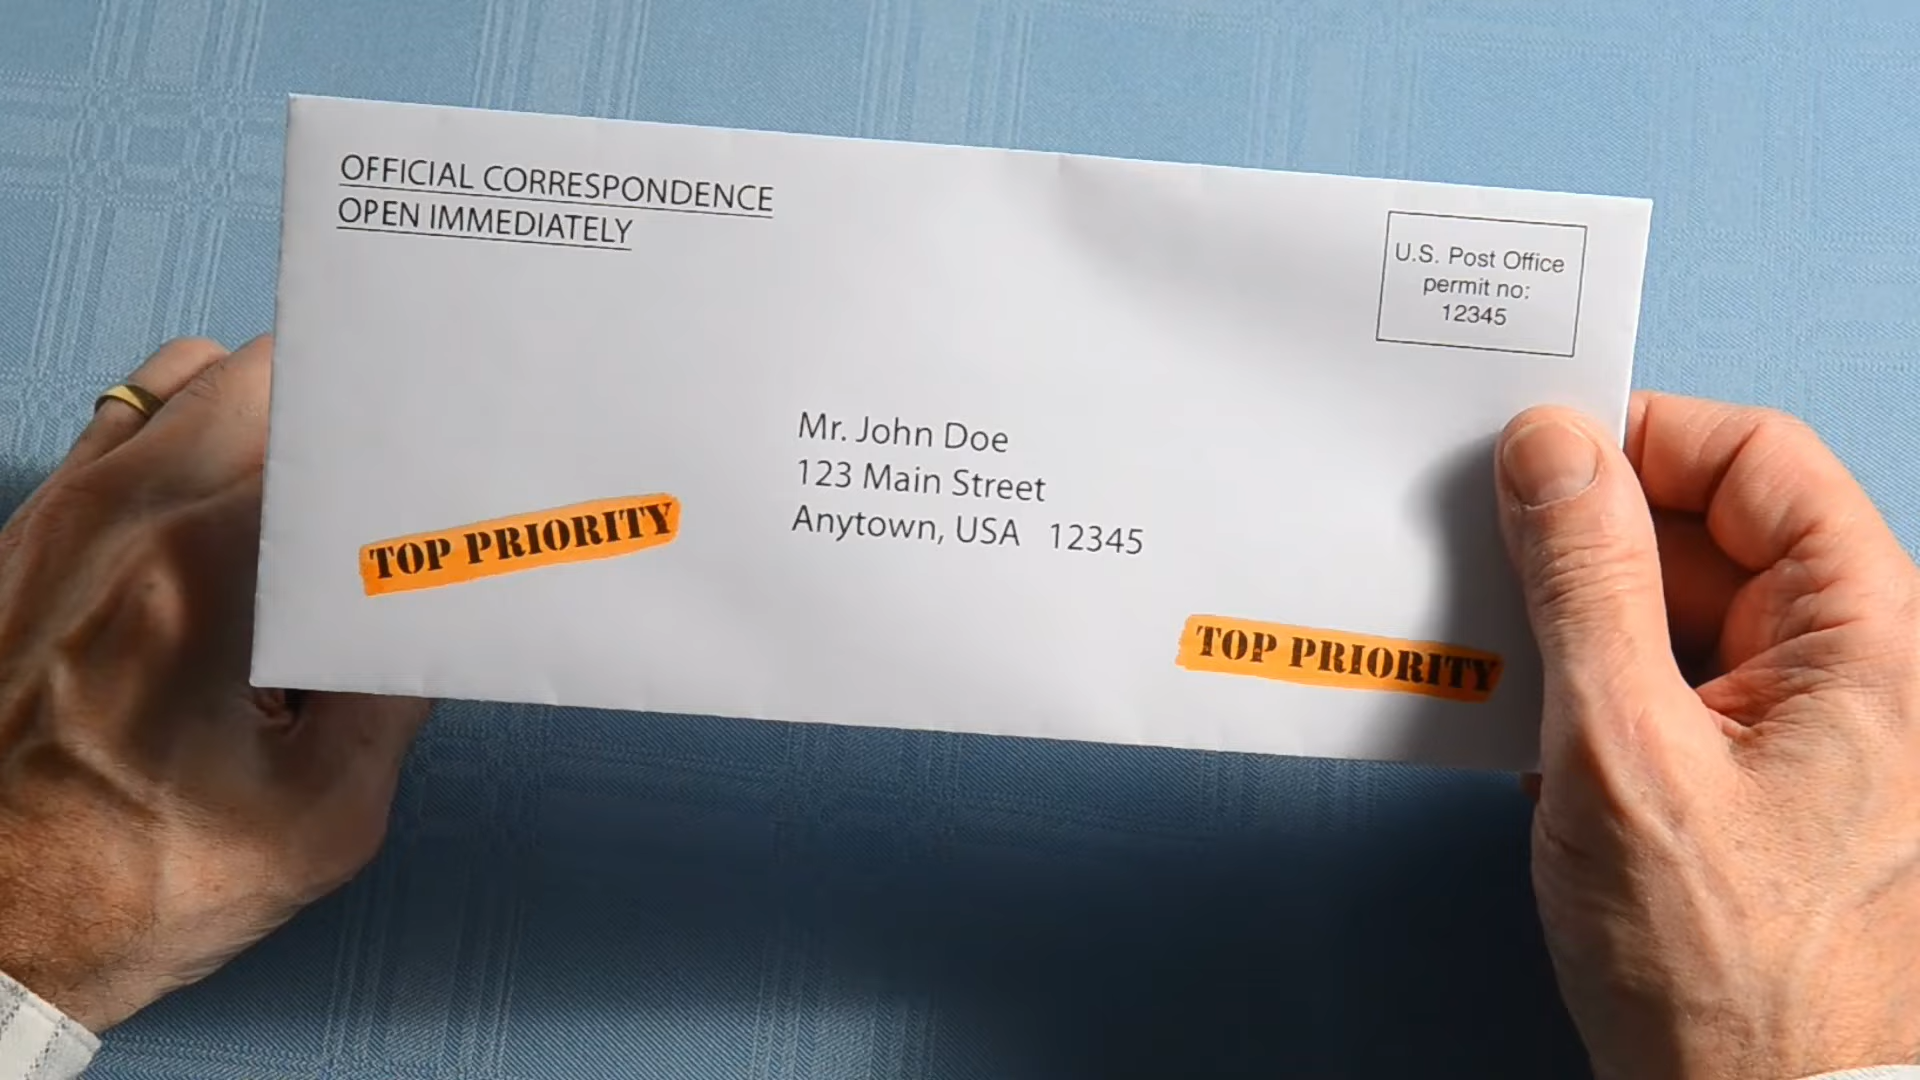 OFFICIAL CORRESPONDENCE
OPEN IMMEDIATELY
U.S. Post Office
permit no:
12345
Mr. John Doe
123 Main Street
Anytown, USA 12345
TOP PRIORITY
TOP PRIORITY